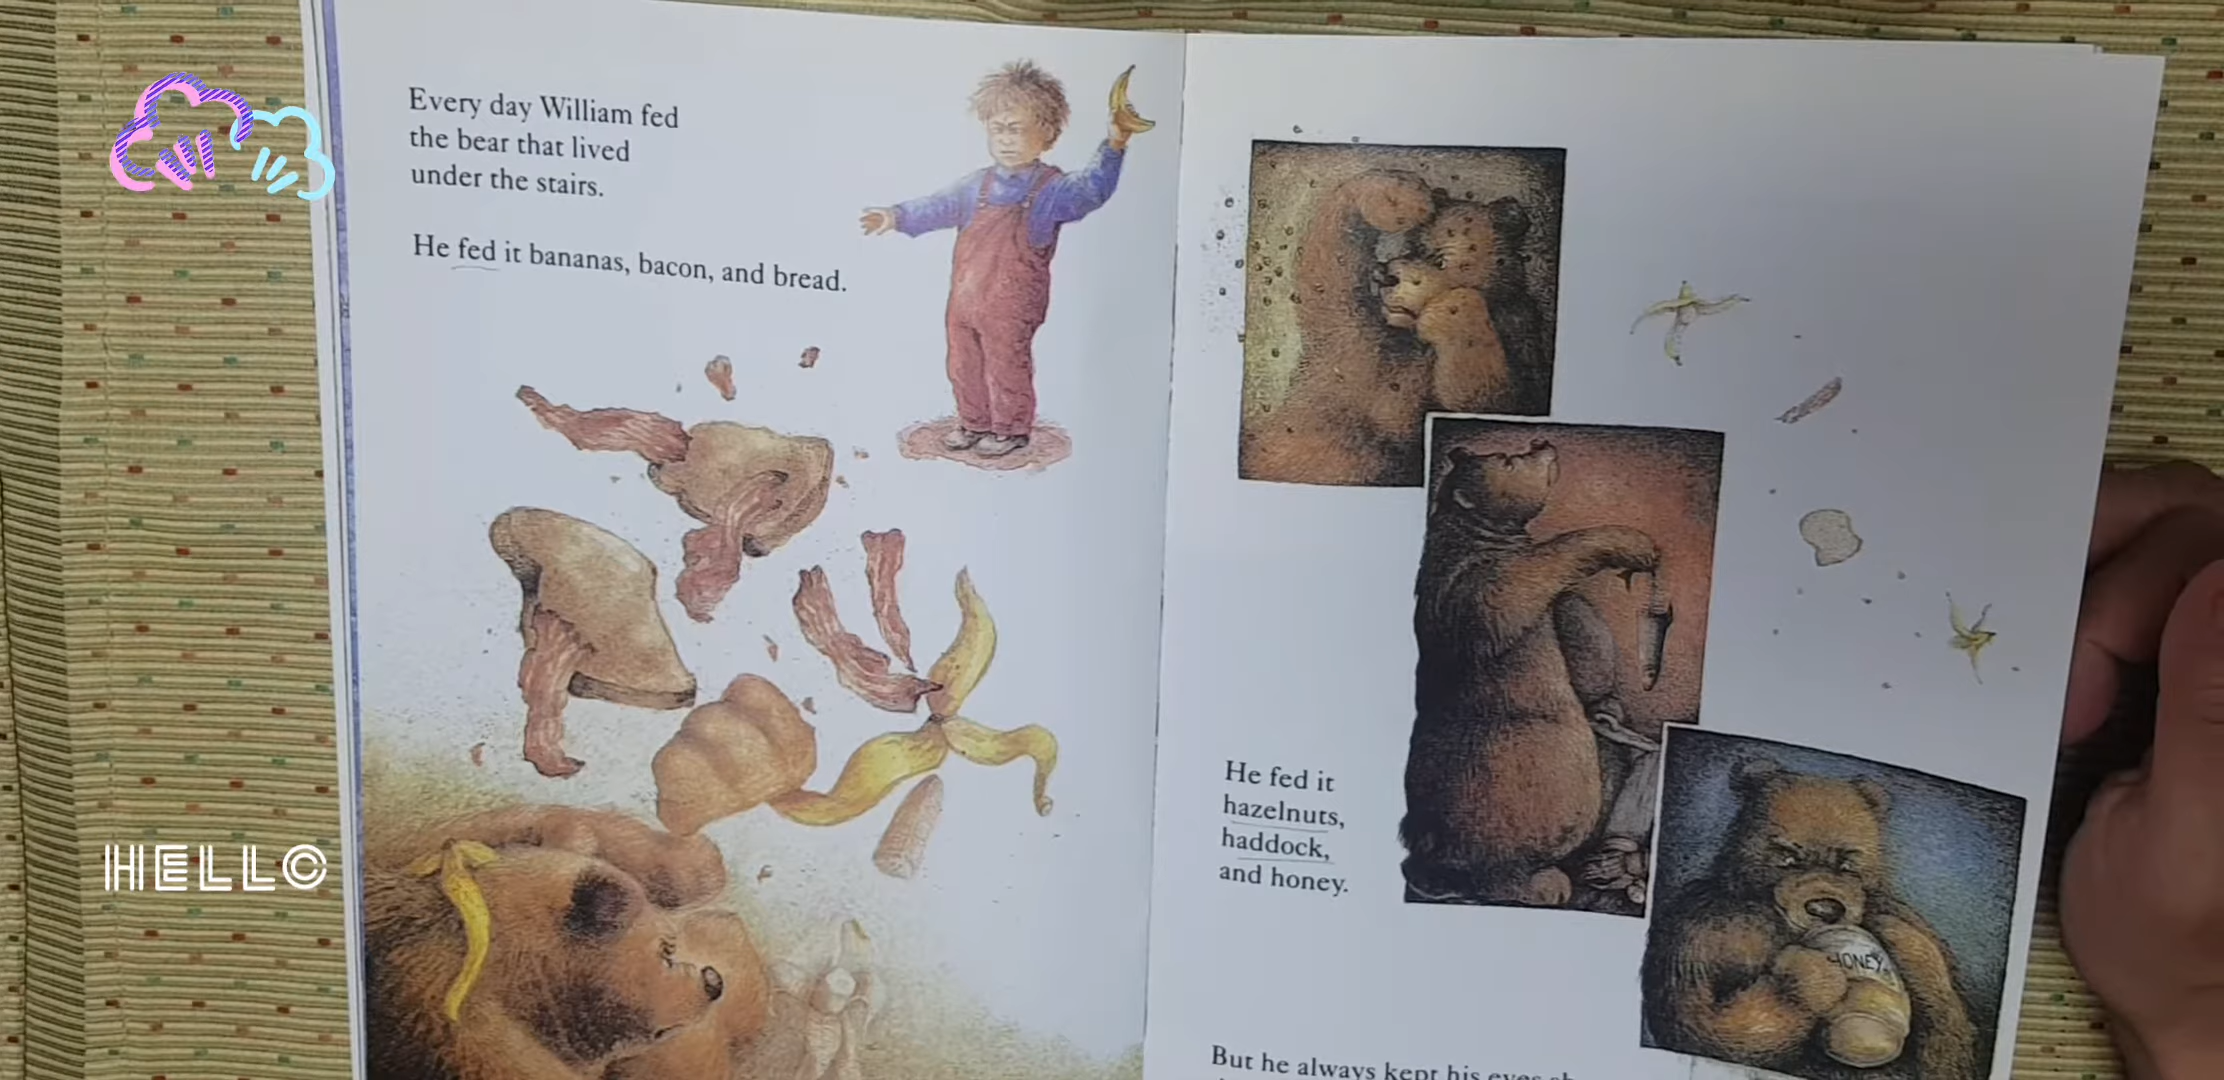 Every day William fed
the bear that lived
under the stairs.
He fed it bananas, bacon, and bread.
He fed it
hazelnuts,
haddock,
and honey.
HONEY
But he always kept his eyes
HELLO